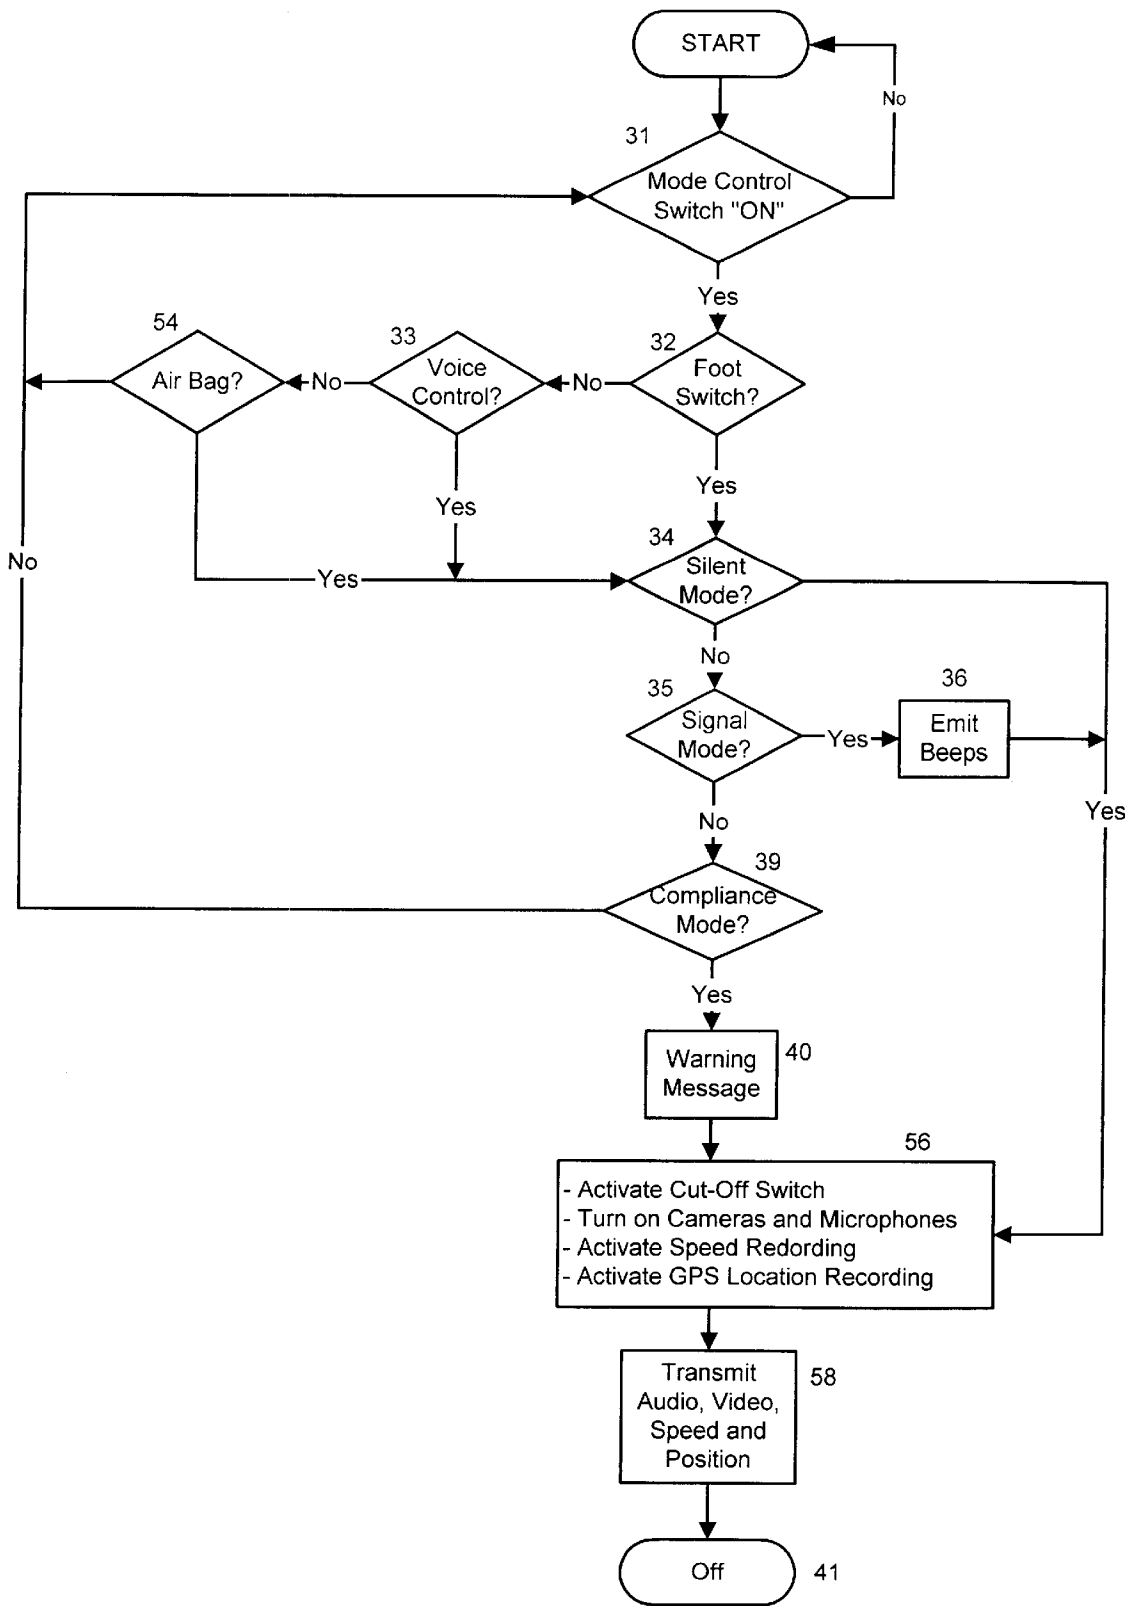 START
No
31
Mode Control
Switch "ON"
Yes
54
33
32
Air Bag?
No
Voice
Control?
No
Foot
Switch?
Yes
Yes
No
34
Yes
Silent
Mode?
No
35
36
Signal
Mode?
Yes
Emit
Beeps
Yes
No
39
Compliance
Mode?
Yes
Warning
Message
40
56
- Activate Cut-Off Switch
- Turn on Cameras and Microphones
- Activate Speed Redording
- Activate GPS Location Recording
Transmit
Audio, Video,
Speed and
Position
58
Off
41